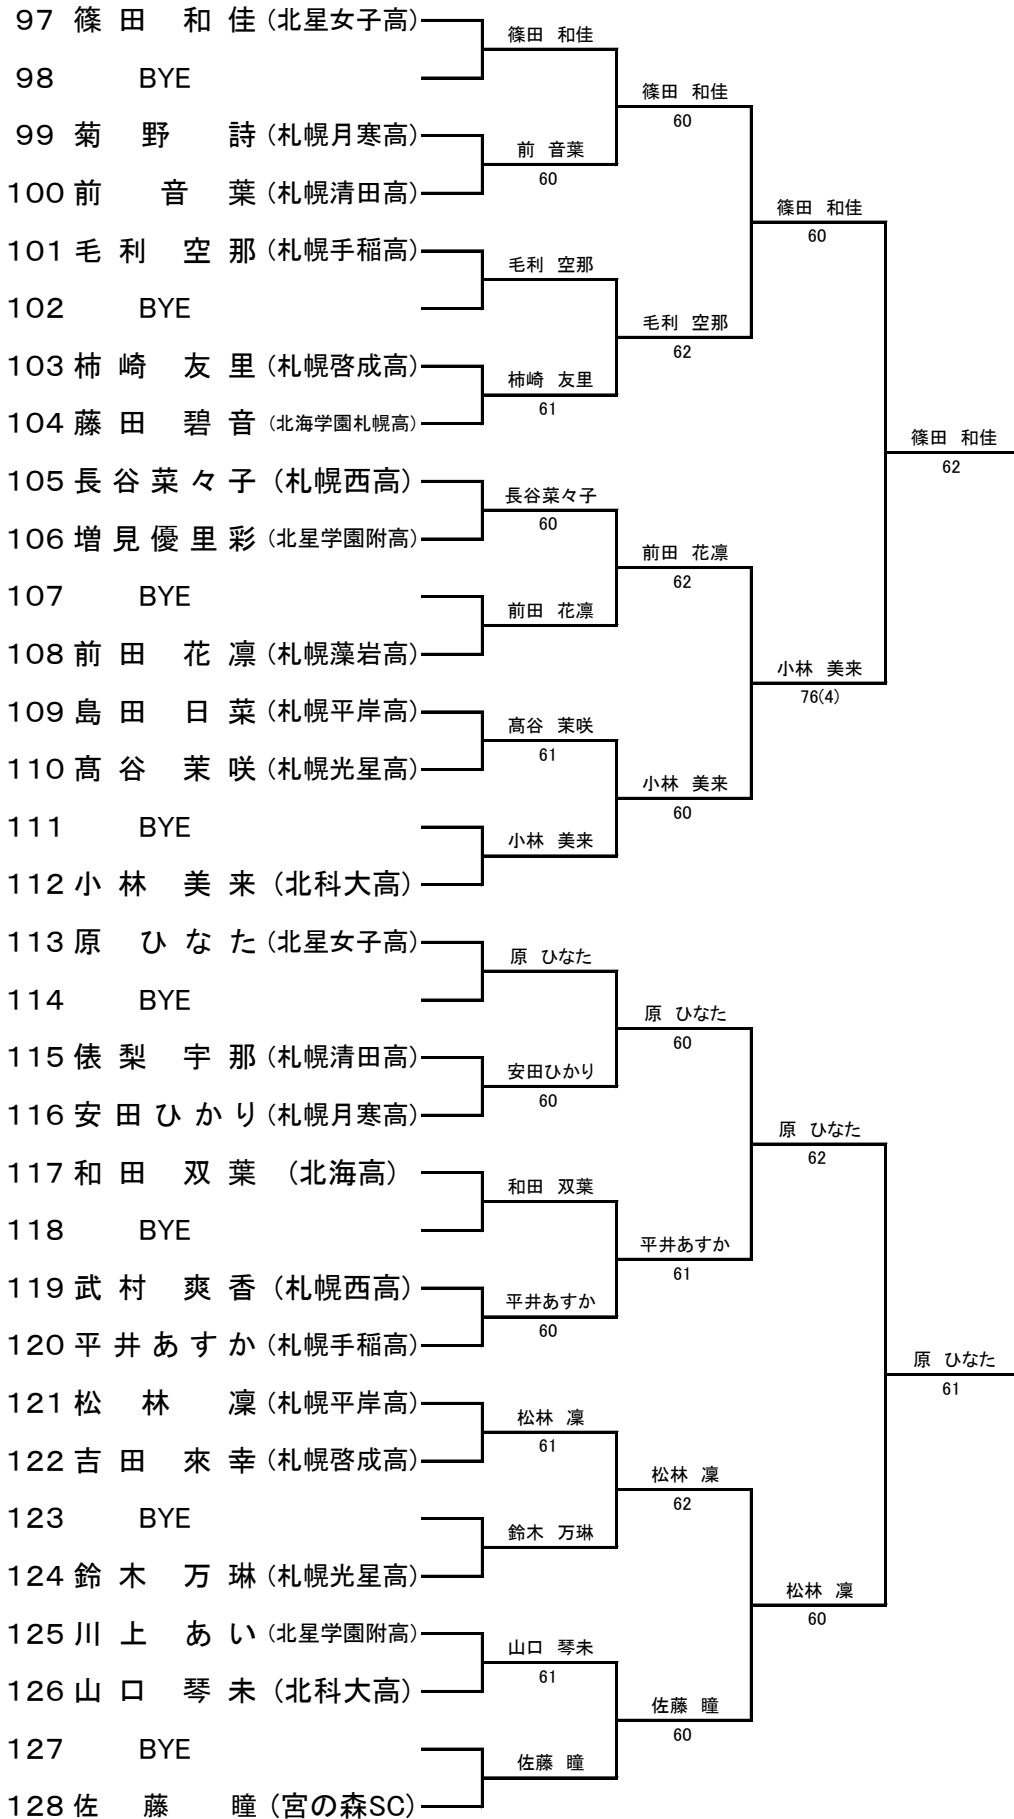 97 篠田 和佳 (北星女子高)
篠田 和佳
98 BYE
篠田 和佳
60
99 菊野 詩 (札幌月寒高)
前 音葉
60
100 前 音葉 (札幌清田高)
篠田 和佳
60
101 毛利 空那 (札幌手稲高)
毛利 空那
102 BYE
毛利 空那
62
103 柿崎 友里 (札幌啓成高)
柿崎 友里
61
104 藤田 碧音 (北海学園札幌高)
篠田 和佳
62
105 長谷菜々子 (札幌西高)
長谷菜々子
60
106 増見優里彩 (北星学園附高)
前田 花凛
62
107 BYE
前田 花凛
108 前田 花凛 (札幌藻岩高)
小林 美来
76(4)
109 島田 日菜 (札幌平岸高)
髙谷 茉咲
61
110 髙谷 茉咲 (札幌光星高)
小林 美来
60
111 BYE
小林 美来
112 小林 美来 (北科大高)
113 原 ひなた (北星女子高)
原 ひなた
114 BYE
原 ひなた
60
115 俵梨 宇那 (札幌清田高)
安田ひかり
60
116 安田ひかり (札幌月寒高)
原 ひなた
62
117 和田 双葉 (北海高)
和田 双葉
118 BYE
平井あすか
61
119 武村 爽香 (札幌西高)
平井あすか
60
120 平井あすか (札幌手稲高)
原 ひなた
61
121 松林 凜 (札幌平岸高)
松林 凜
61
122 吉田 來幸 (札幌啓成高)
松林 凜
62
123 BYE
鈴木 万琳
124 鈴木 万琳 (札幌光星高)
松林 凜
60
125 川上 あい (北星学園附高)
山口 琴未
61
126 山口 琴未 (北科大高)
佐藤 瞳
60
127 BYE
佐藤 瞳
128 佐藤 瞳 (宮の森SC)